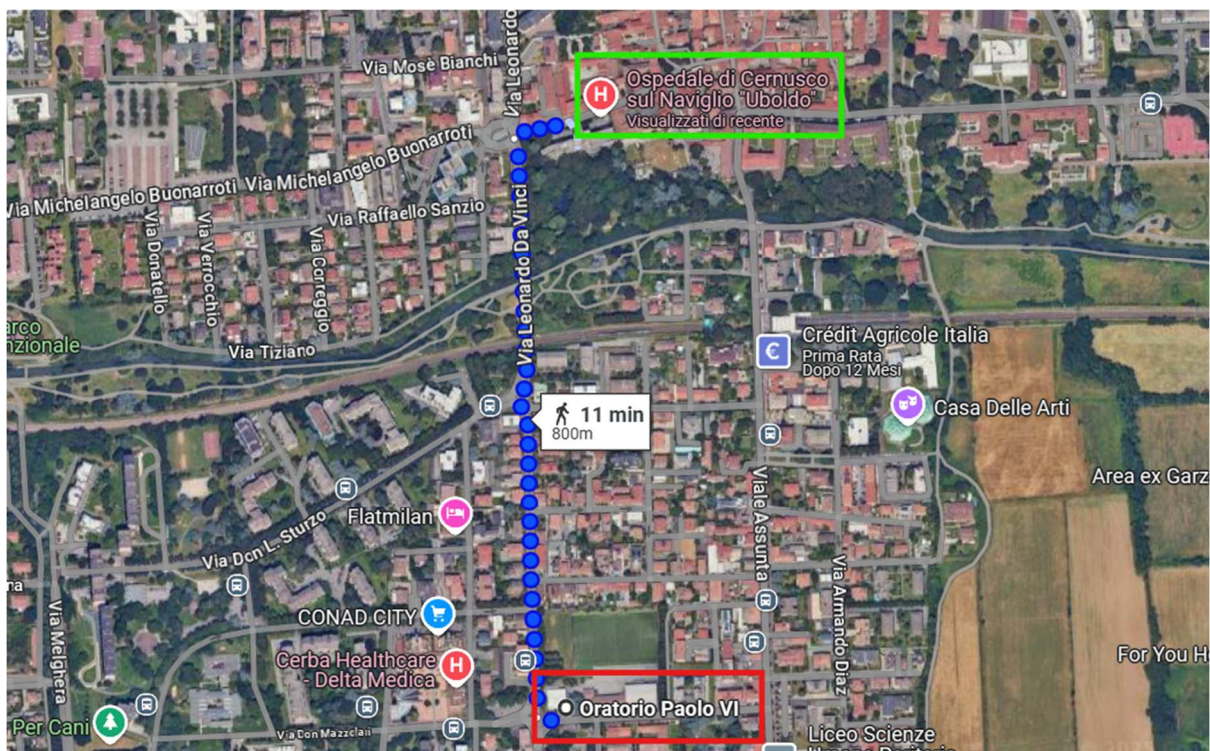 Via Leonardo
Via Mosè Bianchi
Ospedale di Cernusco
sul Naviglio "Uboldo"
Visualizzati di recente
Via Michelangelo Buonarroti
Via Michelangelo Buonarroti
Via Raffaello Sanzio
Via Donatello
Via Verrocchio
Via Correggio
Via Leonardo Da Vinci
arco
nzionale
Via Tiziano
Crédit Agricole Italia
Prima Rata
Dopo 12 Mesi
Casa Delle Arti
11 min
800m
Area ex Garz
Flatmilan
Viale Assunta
Via Don L. Sturzo
na
Via Melghera
CONAD CITY
Via Armando Diaz
Cerba Healthcare
- Delta Medica
For You H
Oratorio Paolo VI
Per Cani
Via Don Mazzolari
Liceo Scienze